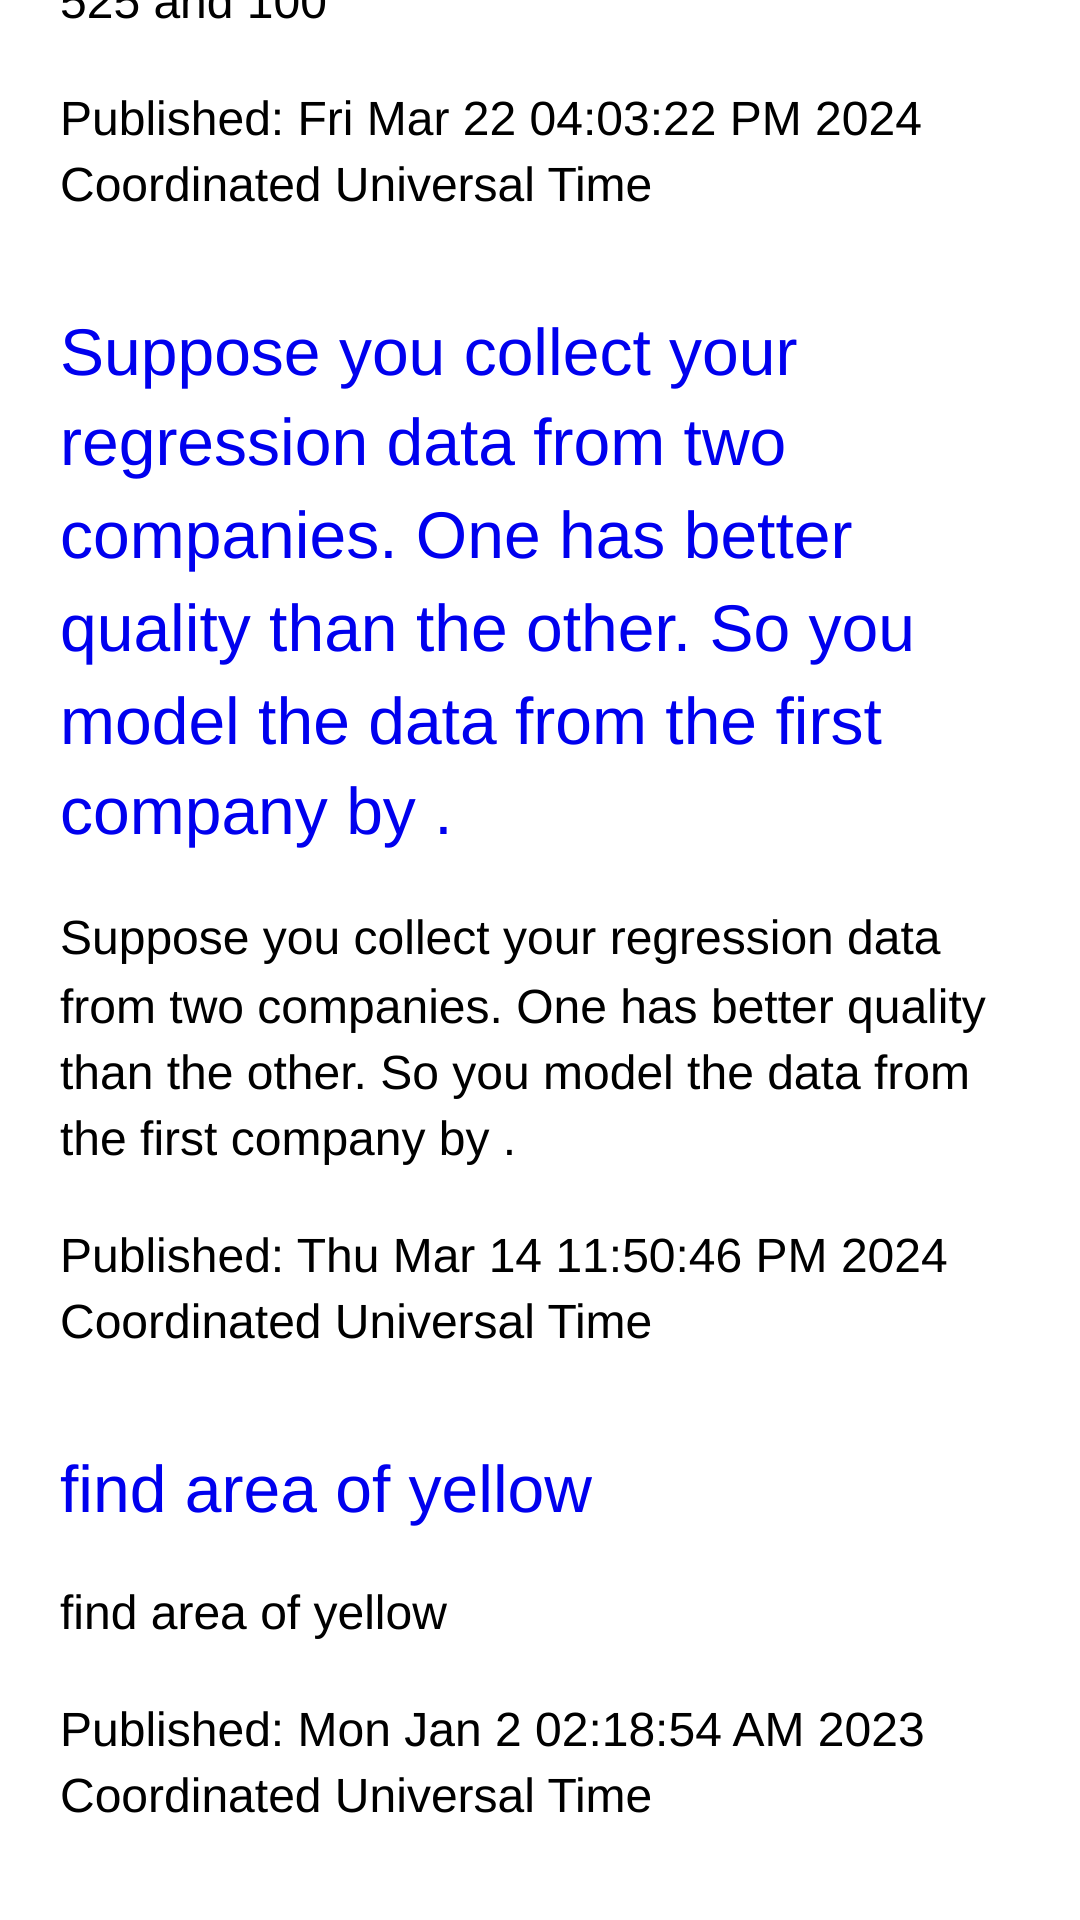 525 and 100
Published: Fri Mar 22 04:03:22 PM 2024
Coordinated Universal Time
Suppose you collect your
regression data from two
companies. One has better
quality than the other. So you
model the data from the first
company by .
Suppose you collect your regression data
from two companies. One has better quality
than the other. So you model the data from
the first company by .
Published: Thu Mar 14 11:50:46 PM 2024
Coordinated Universal Time
find area of yellow
find area of yellow
Published: Mon Jan 2 02:18:54 AM 2023
Coordinated Universal Time